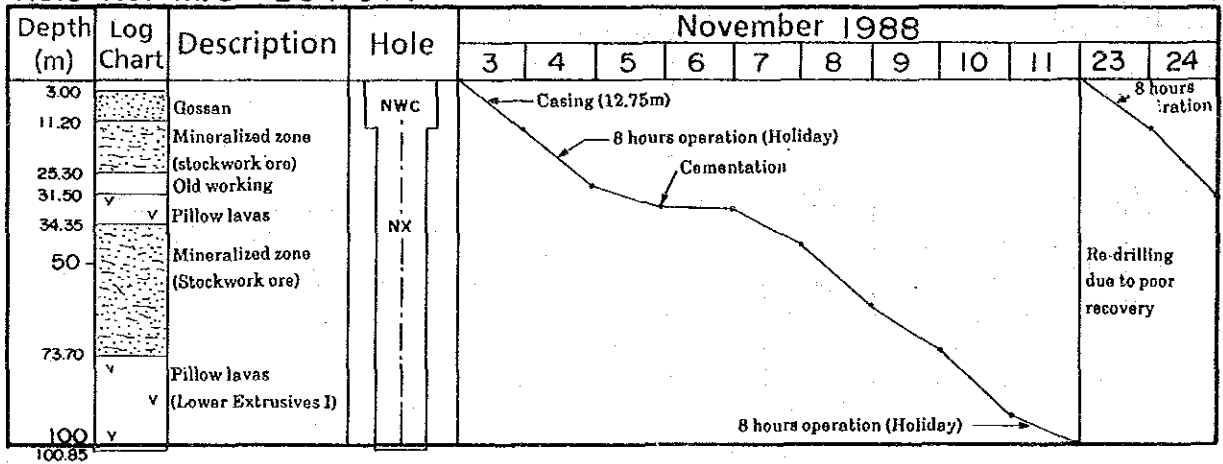 Depth (m)
Log Chart
Description
Hole
November 1988
3 4 5 6 7 8 9 10 11 23 24
3.00
11.20
25.30
31.50
34.35
50
73.70
100
100.85
Gossan
Mineralized zone
(stockwork ore)
Old working
Pillow lavas
Mineralized zone
(Stockwork ore)
Pillow lavas
(Lower Extrusives I)
v
v
v
v
v
NWC
NX
Casing (12.75m)
8 hours operation (Holiday)
Cementation
8 hours operation (Holiday)
8 hours
ration
Re-drilling
due to poor
recovery